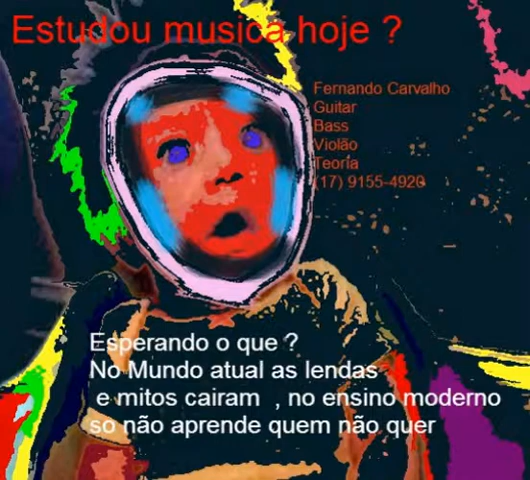 Estudou musica hoje ?
Fernando Carvalho
Guitar
Bass
Violão
Teoria
(17) 9155-4920
Esperando o que ?
No Mundo atual as lendas
e mitos cairam , no ensino moderno
so não aprende quem não quer